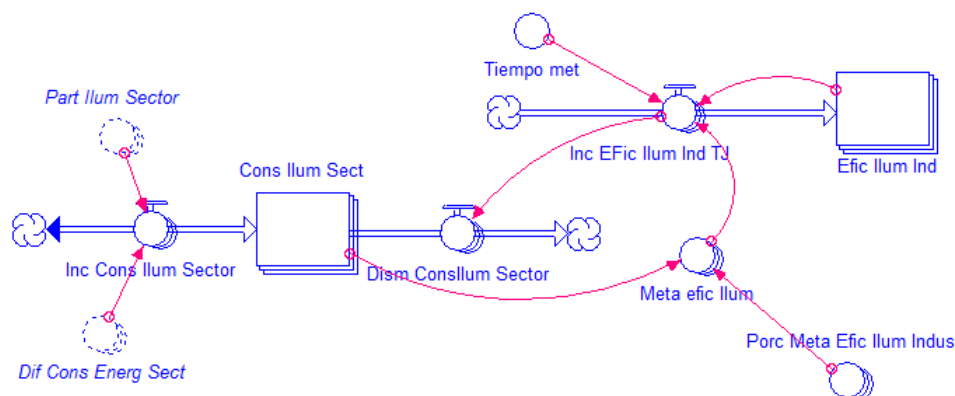 Tiempo met
Part Ilum Sector
Inc EFic Ilum Ind TJ
Efic Ilum Ind
Cons Ilum Sect
Inc Cons Ilum Sector
Dism ConsIlum Sector
Meta efic Ilum
Porc Meta Efic Ilum Indus
Dif Cons Energ Sect